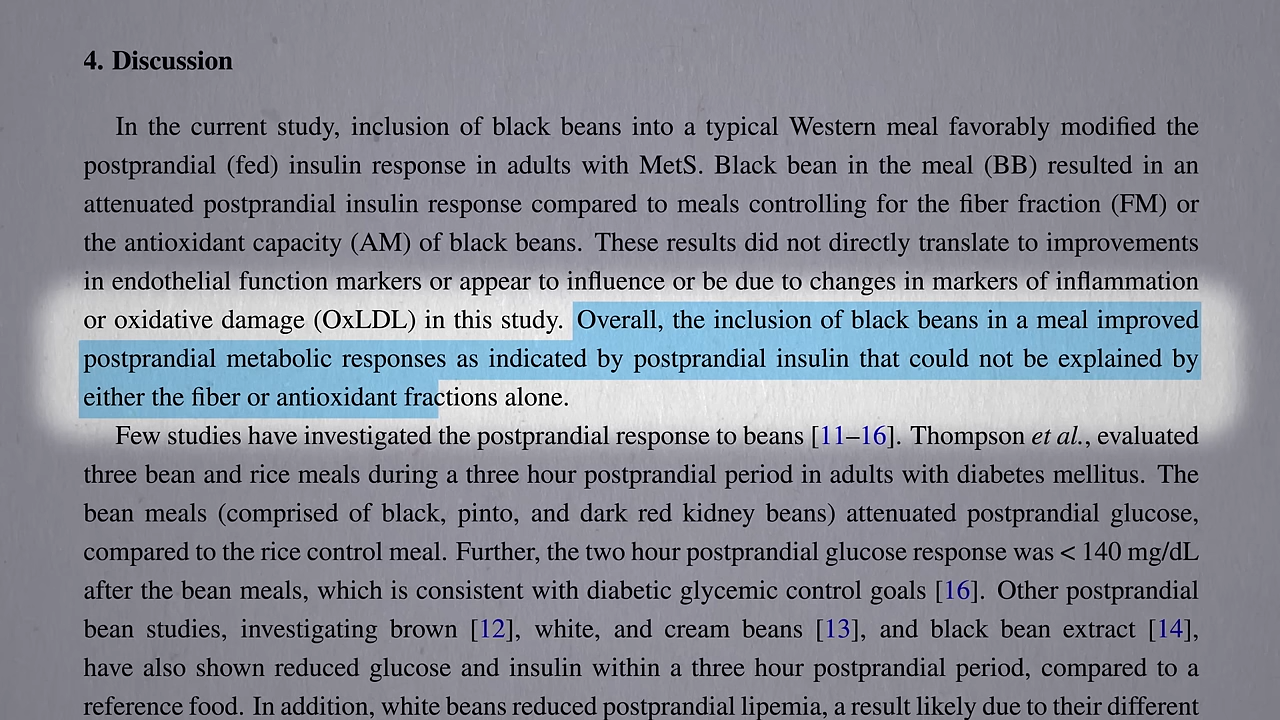 4. Discussion
In the current study, inclusion of black beans into a typical Western meal favorably modified the
postprandial (fed) insulin response in adults with MetS. Black bean in the meal (BB) resulted in an
attenuated postprandial insulin response compared to meals controlling for the fiber fraction (FM) or
the antioxidant capacity (AM) of black beans. These results did not directly translate to improvements
in endothelial function markers or appear to influence or be due to changes in markers of inflammation
or oxidative damage (OxLDL) in this study. Overall, the inclusion of black beans in a meal improved
postprandial metabolic responses as indicated by postprandial insulin that could not be explained by
either the fiber or antioxidant fractions alone.
Few studies have investigated the postprandial response to beans [11–16]. Thompson et al., evaluated
three bean and rice meals during a three hour postprandial period in adults with diabetes mellitus. The
bean meals (comprised of black, pinto, and dark red kidney beans) attenuated postprandial glucose,
compared to the rice control meal. Further, the two hour postprandial glucose response was < 140 mg/dL
after the bean meals, which is consistent with diabetic glycemic control goals [16]. Other postprandial
bean studies, investigating brown [12], white, and cream beans [13], and black bean extract [14],
have also shown reduced glucose and insulin within a three hour postprandial period, compared to a
reference food. In addition, white beans reduced postprandial lipemia, a result likely due to their different